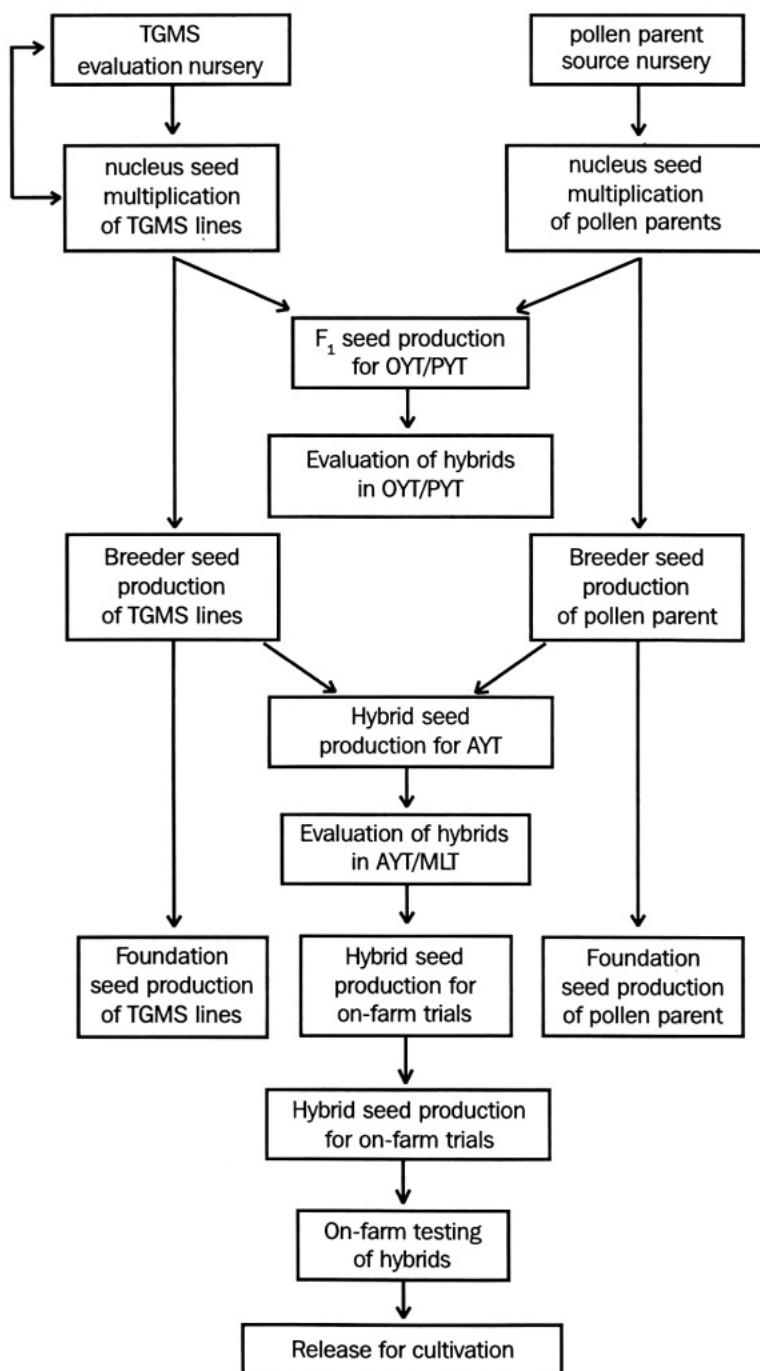 TGMS
evaluation nursery
pollen parent
source nursery
nucleus seed
multiplication
of TGMS lines
nucleus seed
multiplication
of pollen parents
F₁ seed production
for OYT/PYT
Evaluation of hybrids
in OYT/PYT
Breeder seed
production
of TGMS lines
Breeder seed
production
of pollen parent
Hybrid seed
production for AYT
Evaluation of hybrids
in AYT/MLT
Foundation
seed production
of TGMS lines
Hybrid seed
production for
on-farm trials
Foundation
seed production
of pollen parent
Hybrid seed production
for on-farm trials
On-farm testing
of hybrids
Release for cultivation